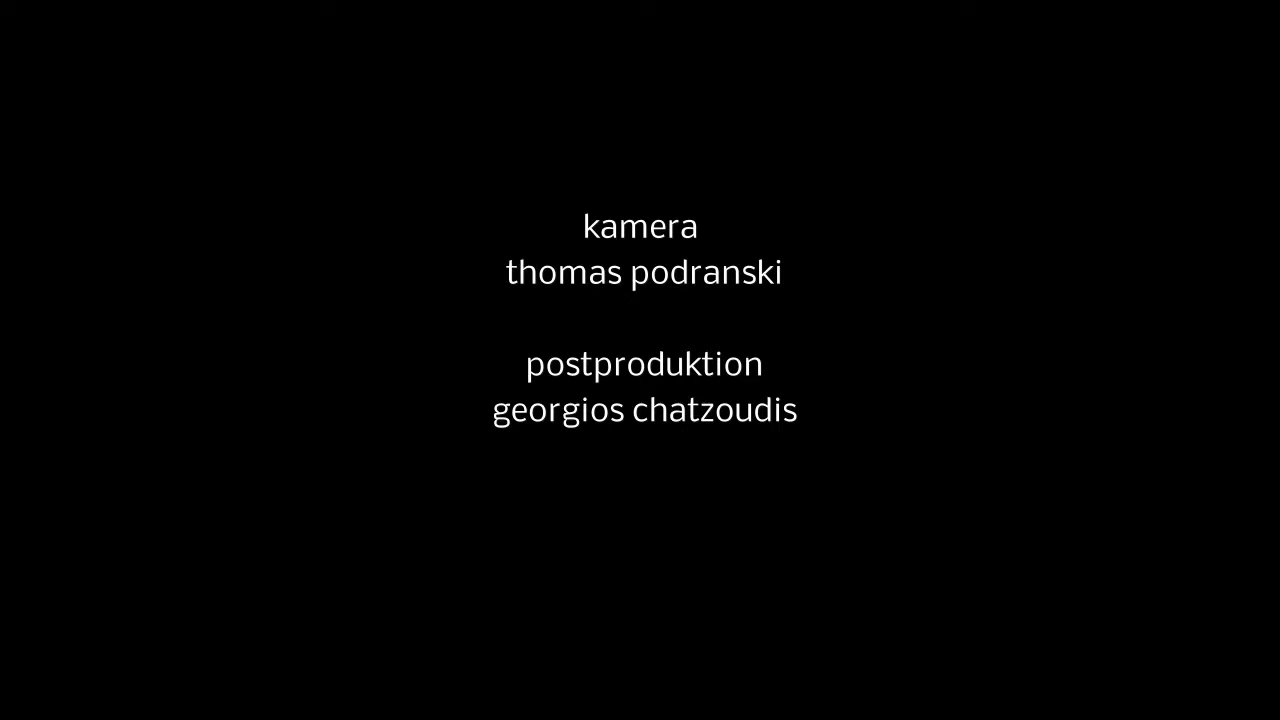 kamera
thomas podranski
postproduktion
georgios chatzoudis